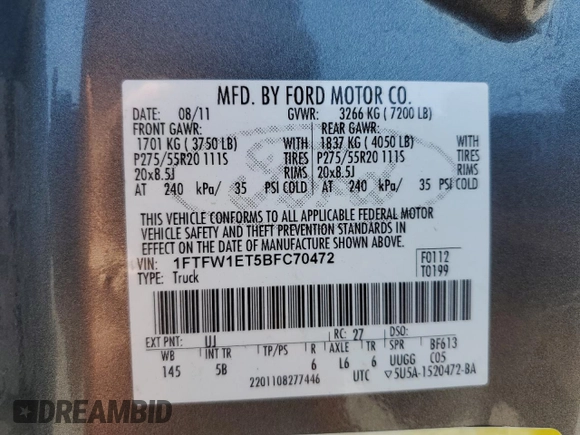 MFD. BY FORD MOTOR CO.
DATE: 08/11 GVWR: 3266 KG ( 7200 LB)
FRONT GAWR: REAR GAWR:
1701 KG ( 3750 LB) WITH 1837 KG ( 4050 LB) WITH
P275/55R20 111S TIRES P275/55R20 111S TIRES
20x8.5J RIMS 20x8.5J RIMS
AT 240 kPa/ 35 PSI COLD AT 240 kPa/ 35 PSI COLD
THIS VEHICLE CONFORMS TO ALL APPLICABLE FEDERAL MOTOR
VEHICLE SAFETY AND THEFT PREVENTION STANDARDS IN
EFFECT ON THE DATE OF MANUFACTURE SHOWN ABOVE.
VIN: 1FTFW1ET5BFC70472 F0112
TYPE: Truck T0199
EXT PNT: UJ RC: 27 DSO:
WB INT TR TP/PS R AXLE TR SPR BF613
145 5B 6 L6 6 UUGG C05
2201108277446 UTC ▽5U5A-1520472-BA
DREAMBID